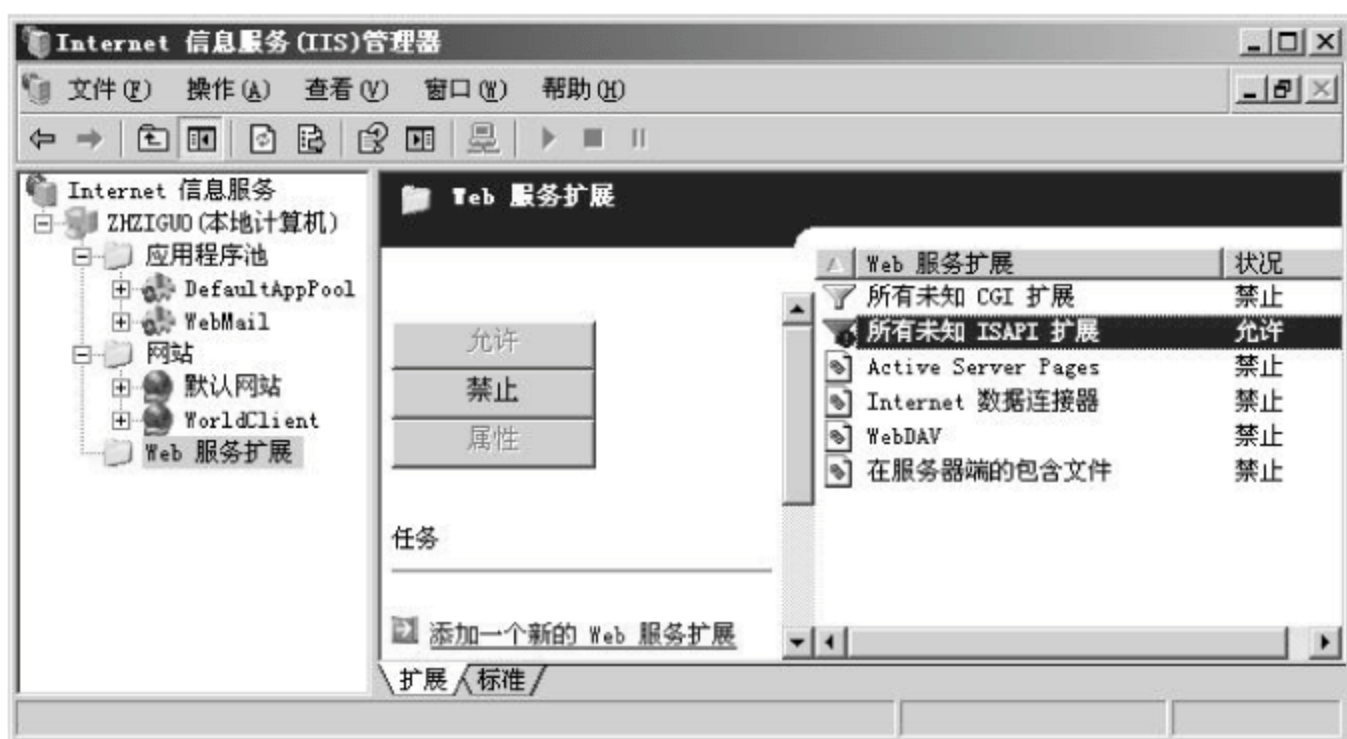 Internet 信息服务(IIS)管理器
文件(F) 操作(A) 查看(V) 窗口(W) 帮助(H)
Internet 信息服务
ZHZIGUO(本地计算机)
应用程序池
DefaultAppPool
WebMail
网站
默认网站
WorldClient
Web 服务扩展
Web 服务扩展
允许
禁止
属性
任务
添加一个新的 Web 服务扩展
Web 服务扩展 状况
所有未知 CGI 扩展 禁止
所有未知 ISAPI 扩展 允许
Active Server Pages 禁止
Internet 数据连接器 禁止
WebDAV 禁止
在服务器端的包含文件 禁止
扩展 标准